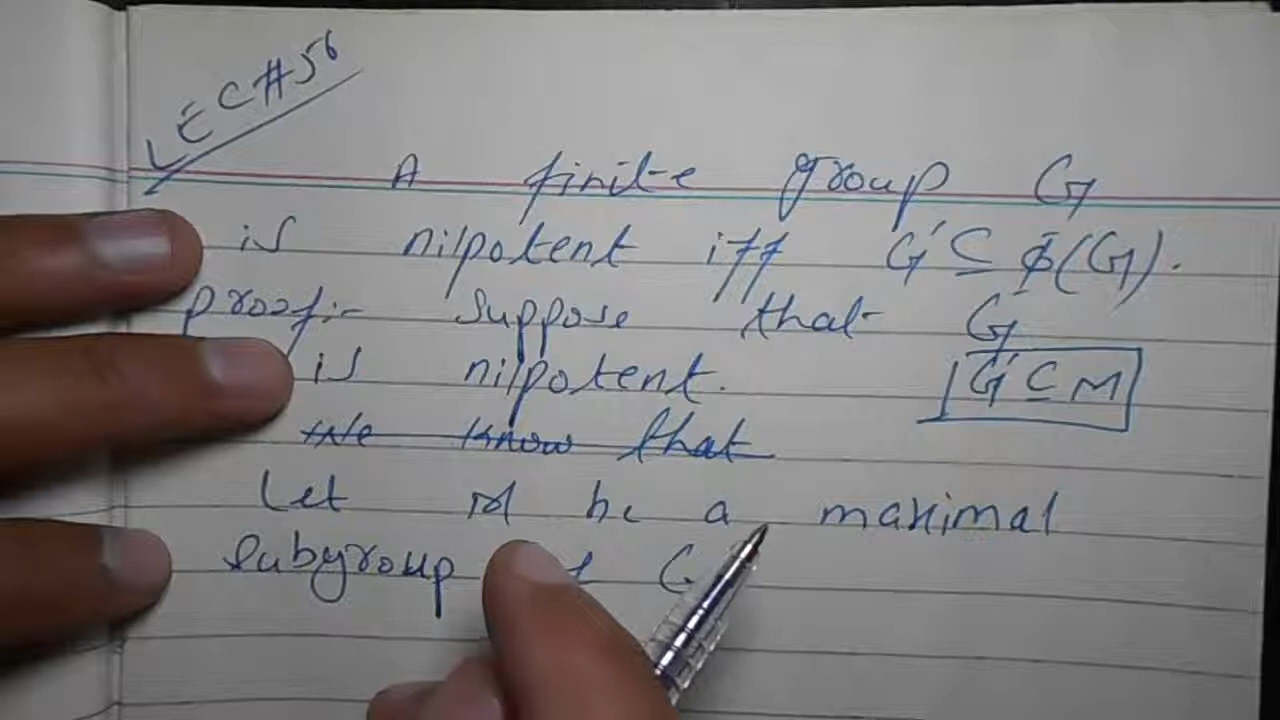 LEC#56
A finite group G
is nilpotent iff G' ⊆ Φ(G).
proof:- Suppose that G
is nilpotent. G' ⊆ M
We know that
Let M be a maximal
Subgroup G